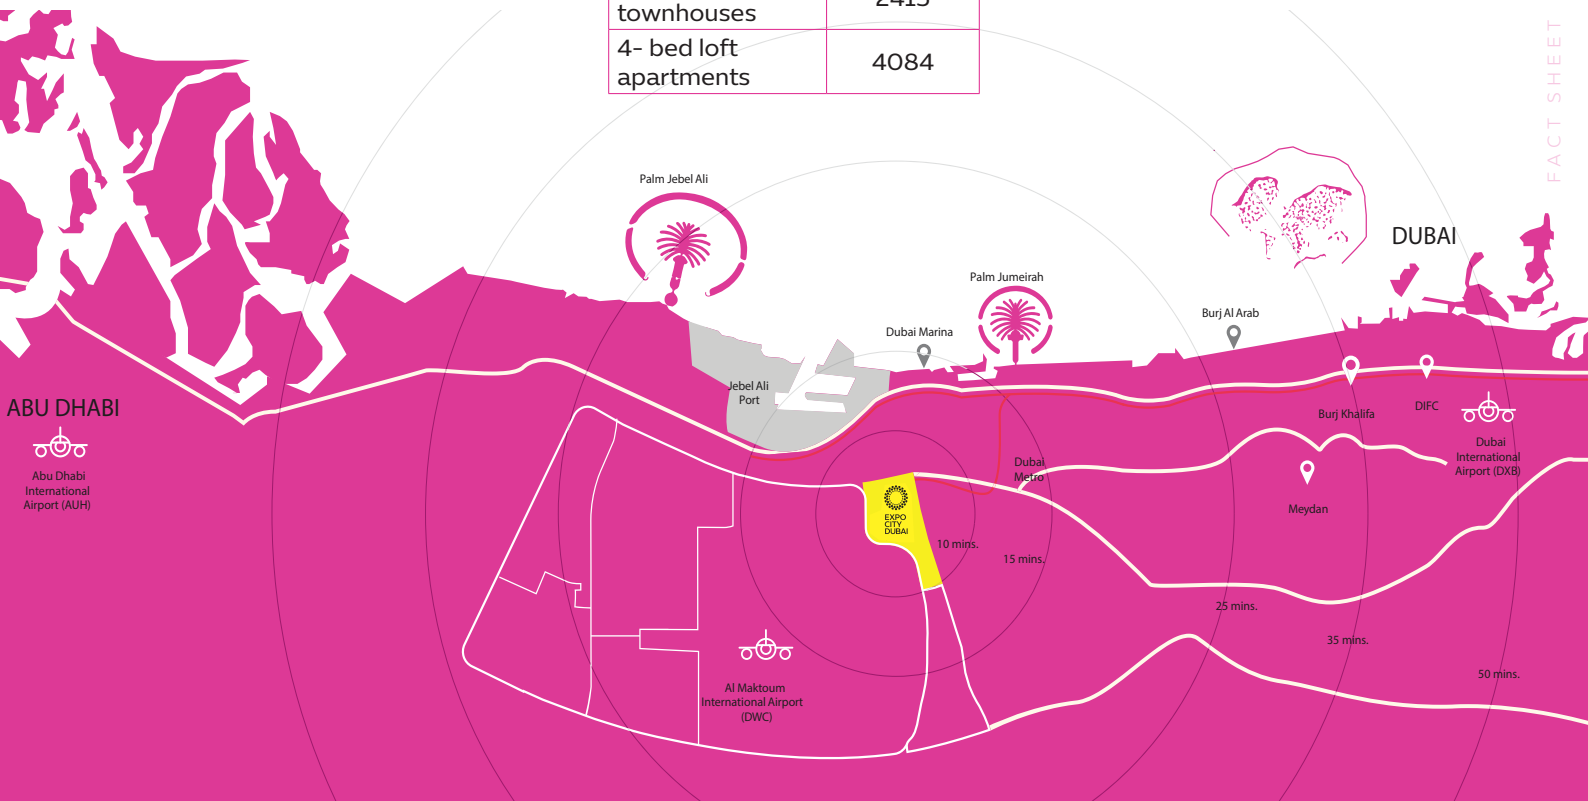 townhouses
2415
4- bed loft
apartments
4084
FACT SHEET
Palm Jebel Ali
DUBAI
Palm Jumeirah
Burj Al Arab
Dubai Marina
Jebel Ali
Port
ABU DHABI
Abu Dhabi
International
Airport (AUH)
Burj Khalifa
DIFC
Dubai
International
Airport (DXB)
Dubai
Metro
Meydan
EXPO
CITY
DUBAI
10 mins.
15 mins.
25 mins.
35 mins.
50 mins.
Al Maktoum
International Airport
(DWC)